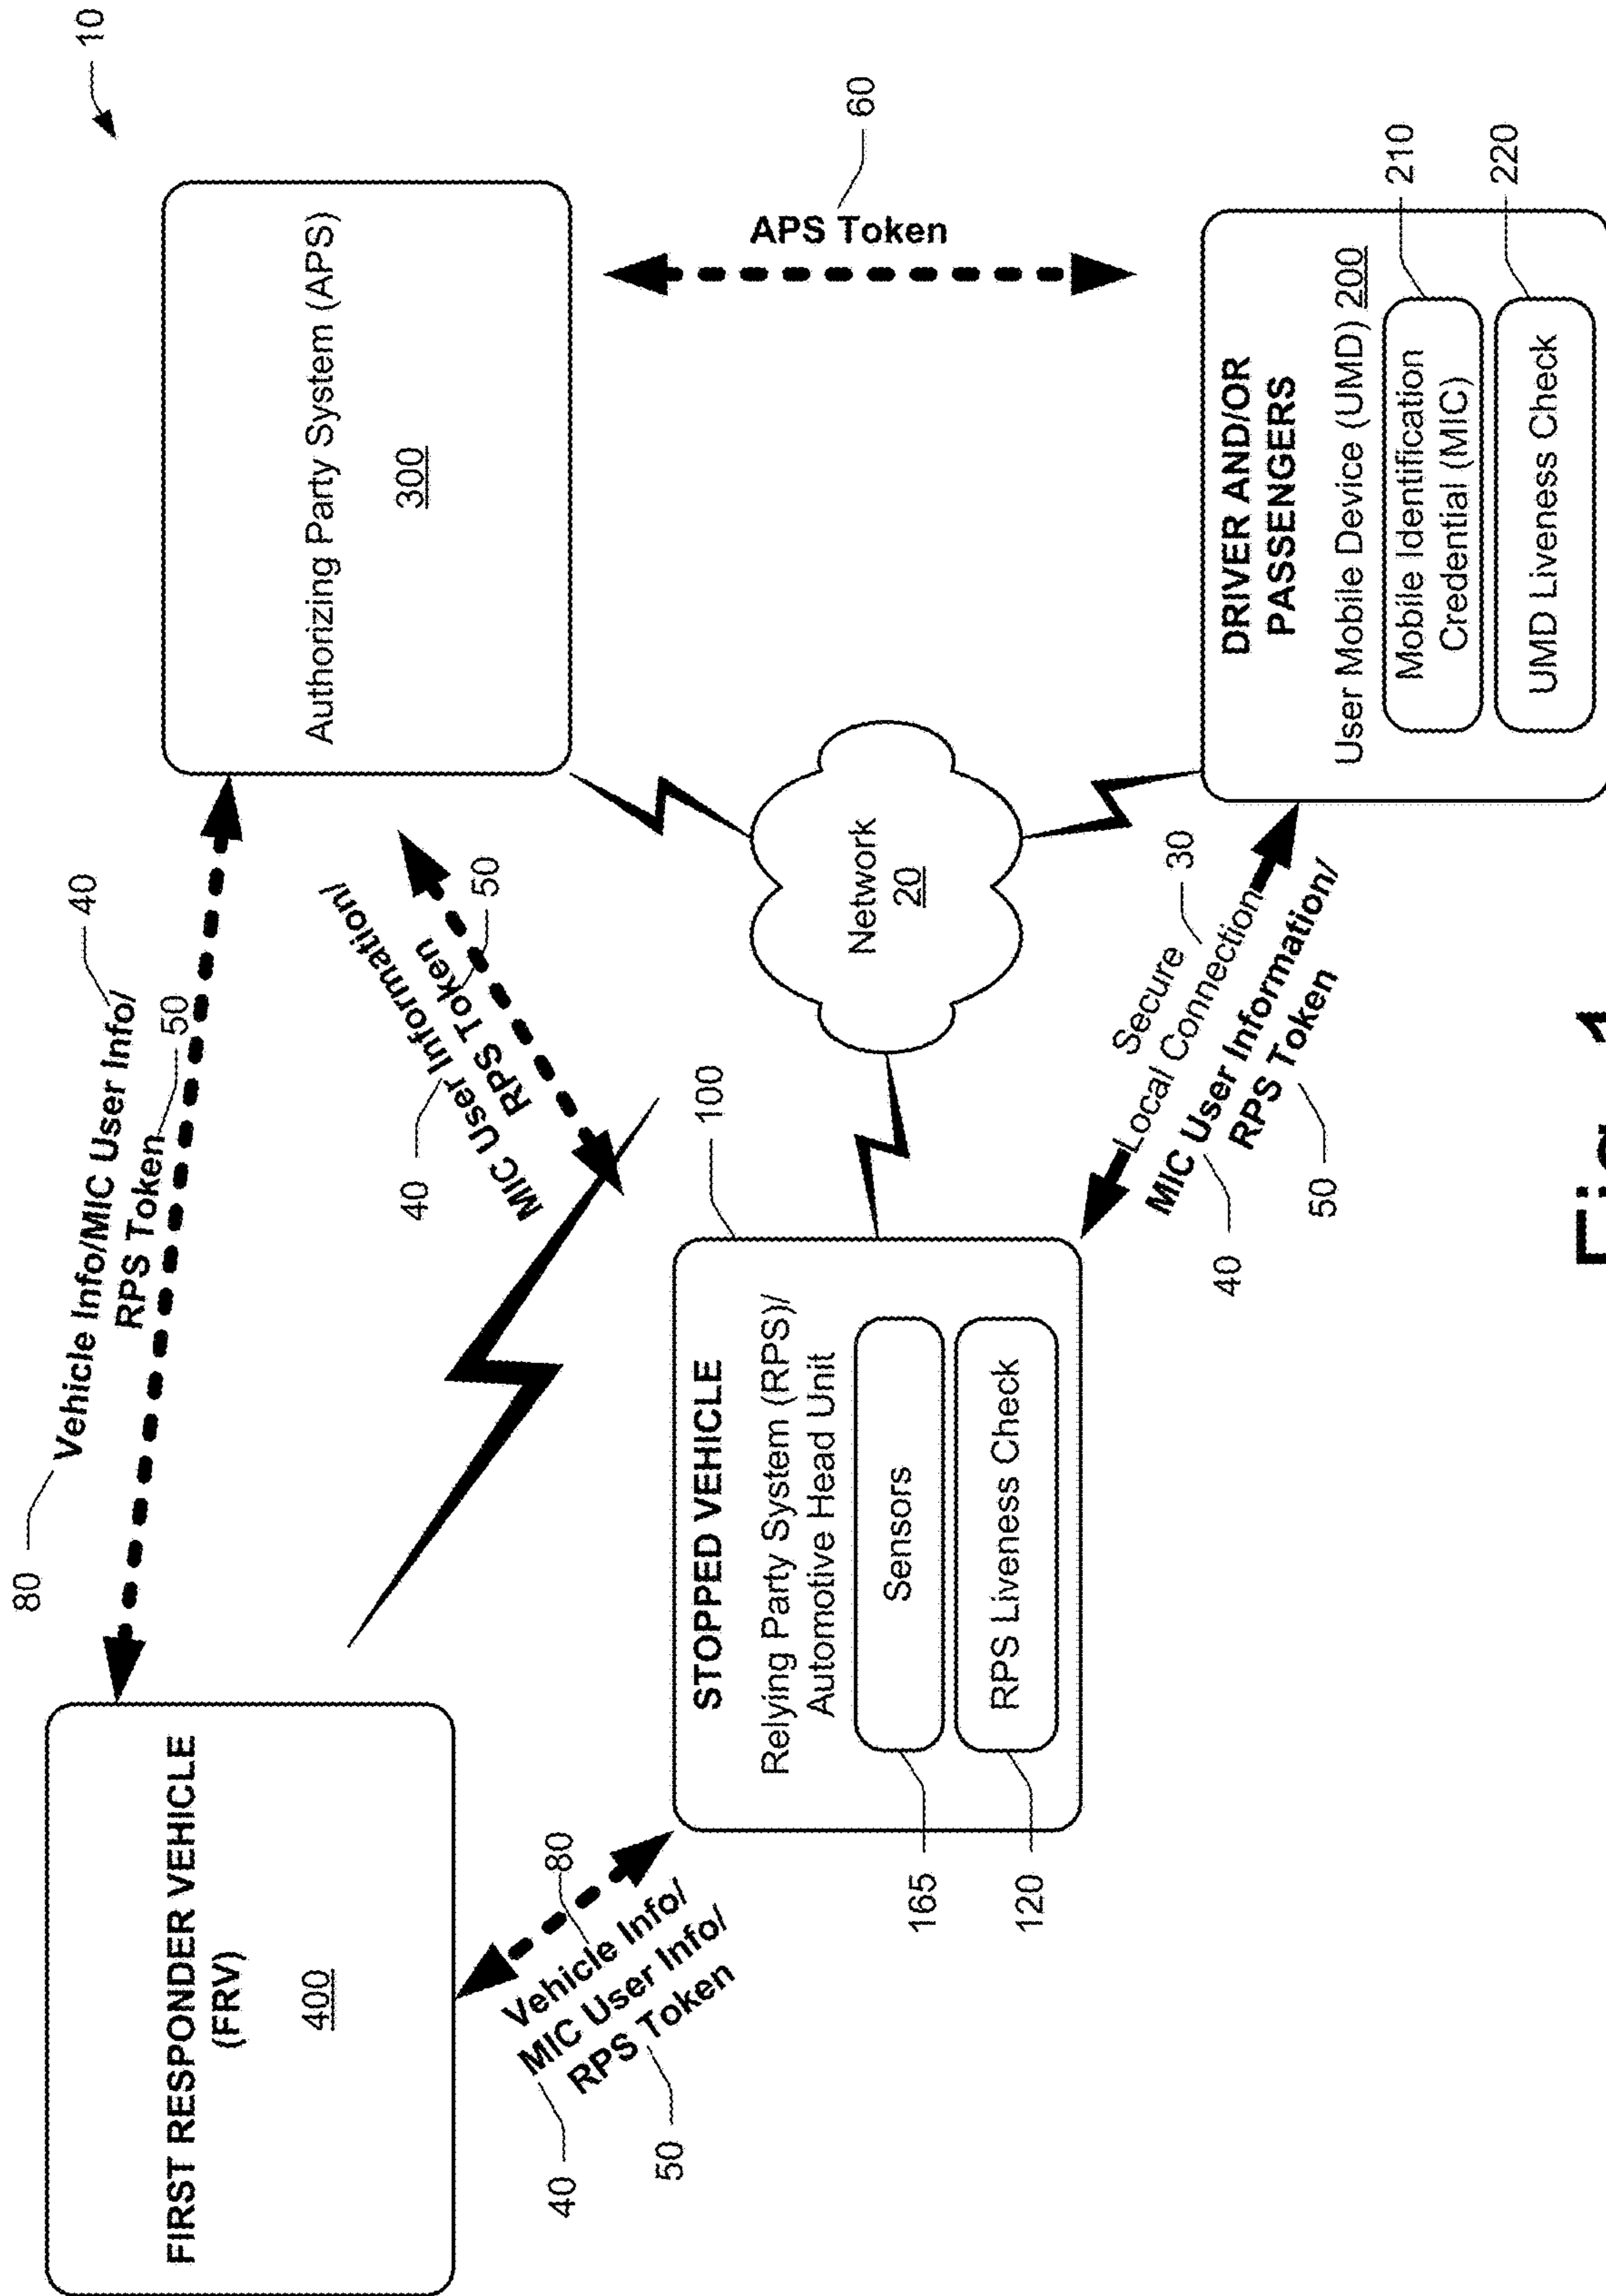 10
FIRST RESPONDER VEHICLE
(FRV)
400
80
Vehicle Info/MIC User Info/
40
RPS Token
50
Authorizing Party System (APS)
300
MIC User Information/
40
RPS Token
50
Vehicle Info/
80
MIC User Info/
40
RPS Token
50
STOPPED VEHICLE
100
Relying Party System (RPS)/
Automotive Head Unit
Sensors
165
RPS Liveness Check
120
Network
20
APS Token
60
Secure
30
Local Connection
MIC User Information/
40
RPS Token
50
DRIVER AND/OR
PASSENGERS
User Mobile Device (UMD) 200
Mobile Identification
Credential (MIC)
210
UMD Liveness Check
220
Fig. 1